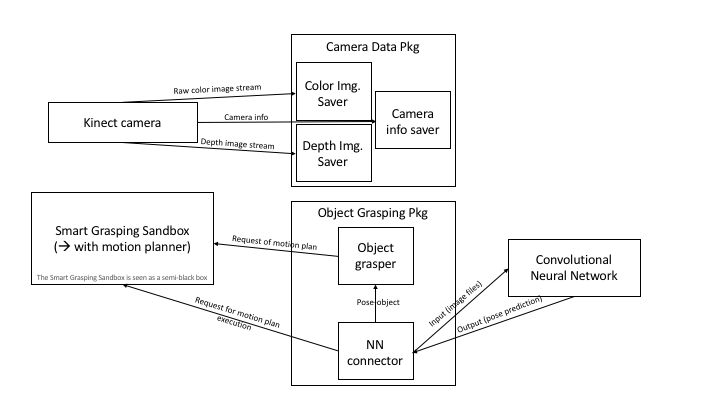 Camera Data Pkg
Raw color image stream
Color Img.
Saver
Kinect camera
Camera info
Camera
info saver
Depth image stream
Depth Img.
Saver
Smart Grasping Sandbox
(→ with motion planner)
The Smart Grasping Sandbox is seen as a semi-black box
Object Grasping Pkg
Request of motion plan
Object
grasper
Convolutional
Neural Network
Pose object
Request for motion plan
execution
Input (image files)
Output (pose prediction)
NN
connector